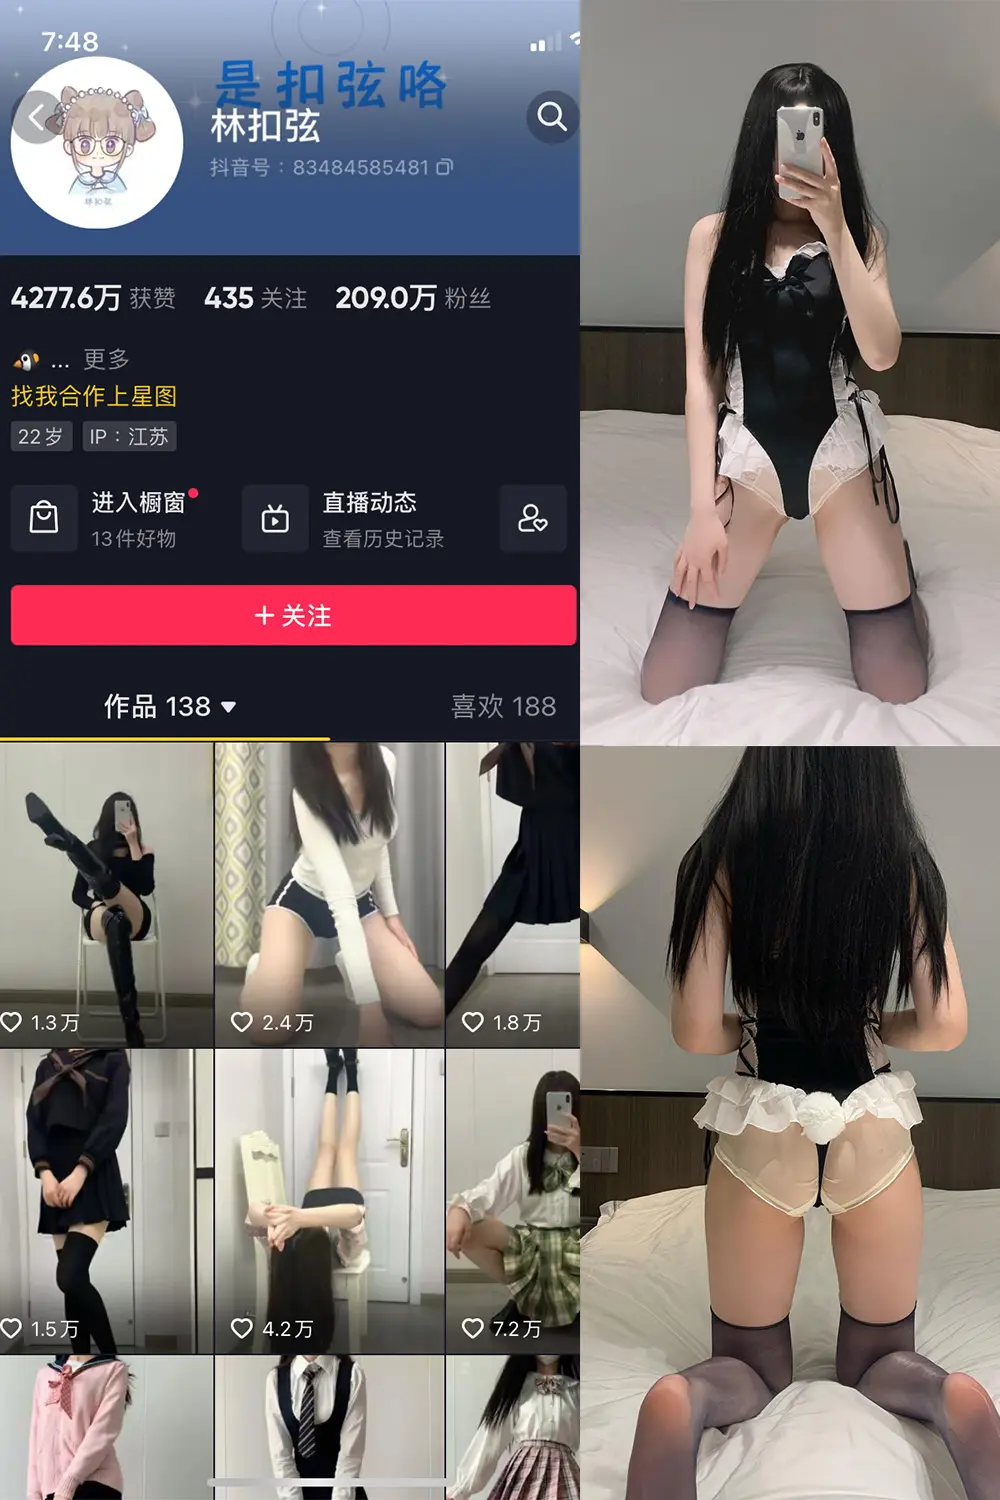 7:48
是扣弦咯
林扣弦
抖音号：83484585481
林扣弦
4277.6万 获赞 435 关注 209.0万 粉丝
... 更多
找我合作上星图
22岁 IP：江苏
进入橱窗 直播动态
13件好物 查看历史记录
+ 关注
作品 138 喜欢 188
1.3万 2.4万 1.8万
1.5万 4.2万 7.2万